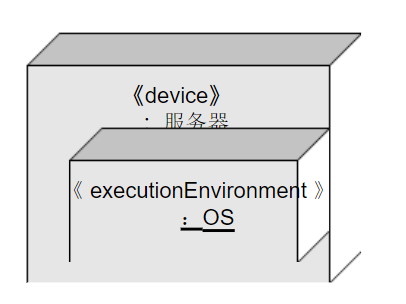 《device》
：服务器
《 executionEnvironment 》
：OS